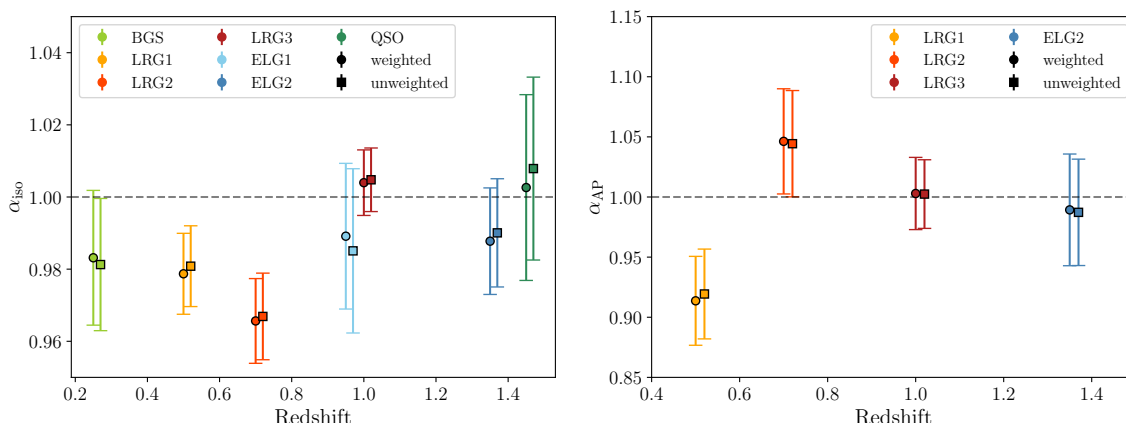 BGS LRG3 QSO
LRG1 ELG1 weighted
LRG2 ELG2 unweighted
1.04
1.02
1.00
0.98
0.96
α_iso
0.2 0.4 0.6 0.8 1.0 1.2 1.4
Redshift
LRG1 ELG2
LRG2 weighted
LRG3 unweighted
1.15
1.10
1.05
1.00
0.95
0.90
0.85
α_AP
0.4 0.6 0.8 1.0 1.2 1.4
Redshift